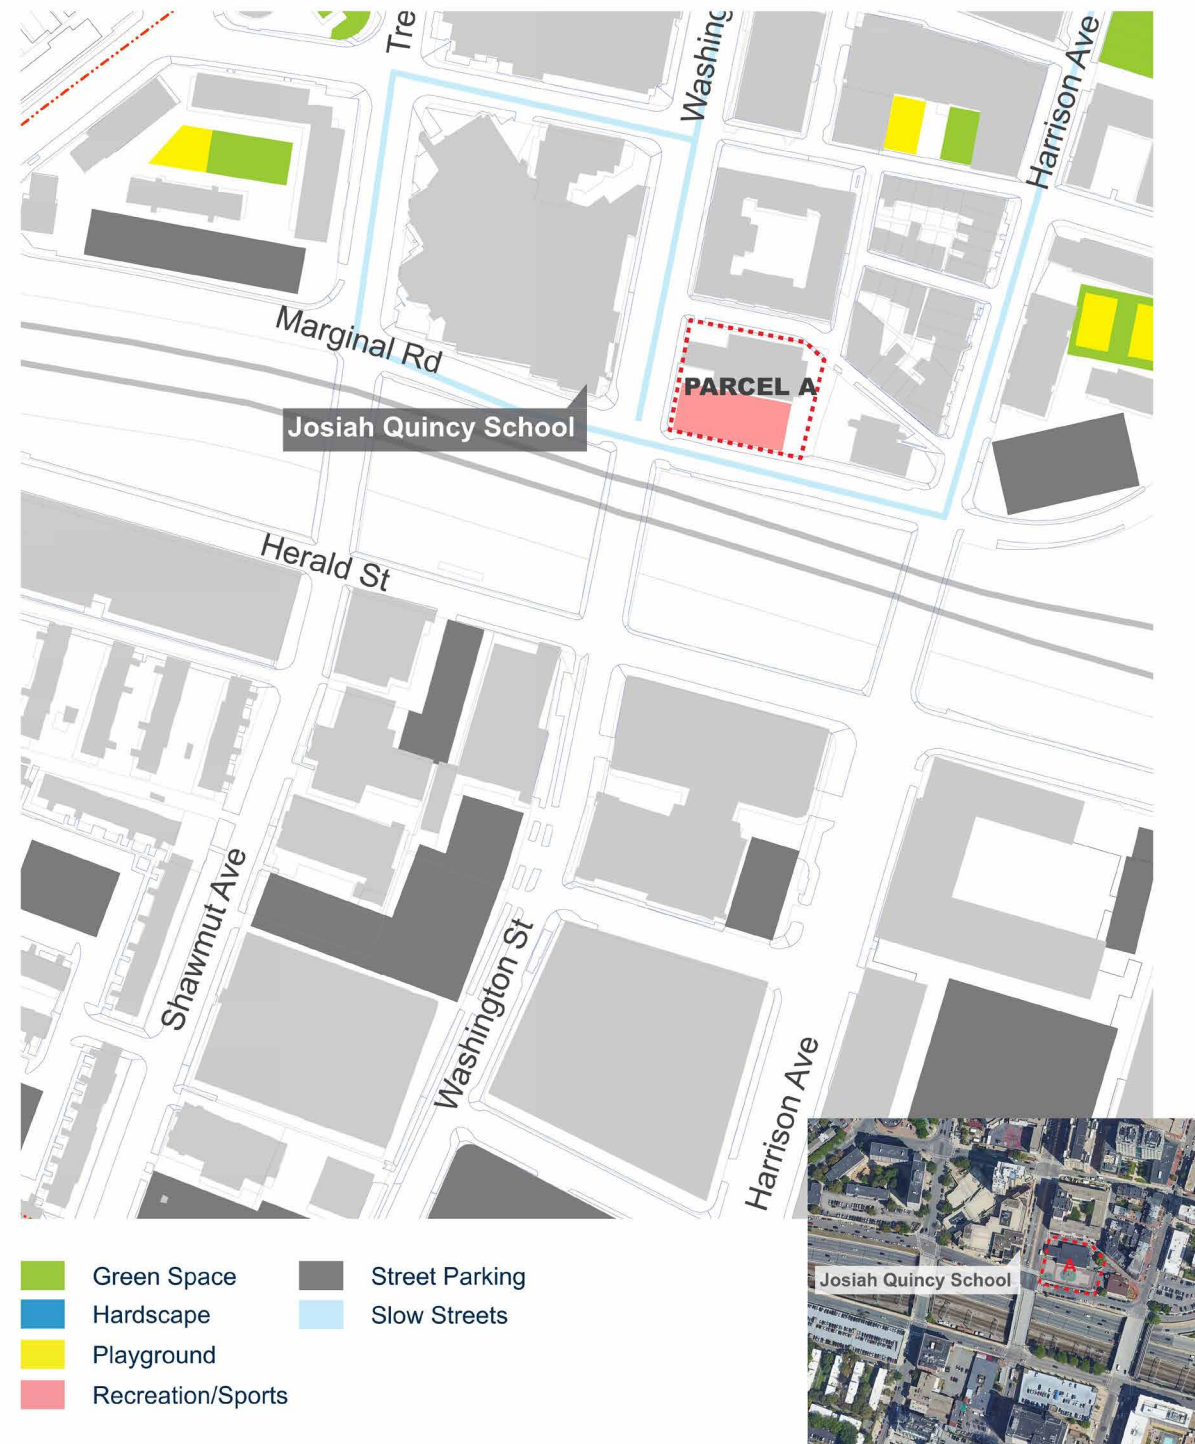 Tre
Washing
Harrison Ave
Marginal Rd
PARCEL A
Josiah Quincy School
Herald St
Shawmut Ave
Washington St
Harrison Ave
Green Space
Hardscape
Playground
Recreation/Sports
Street Parking
Slow Streets
A
Josiah Quincy School